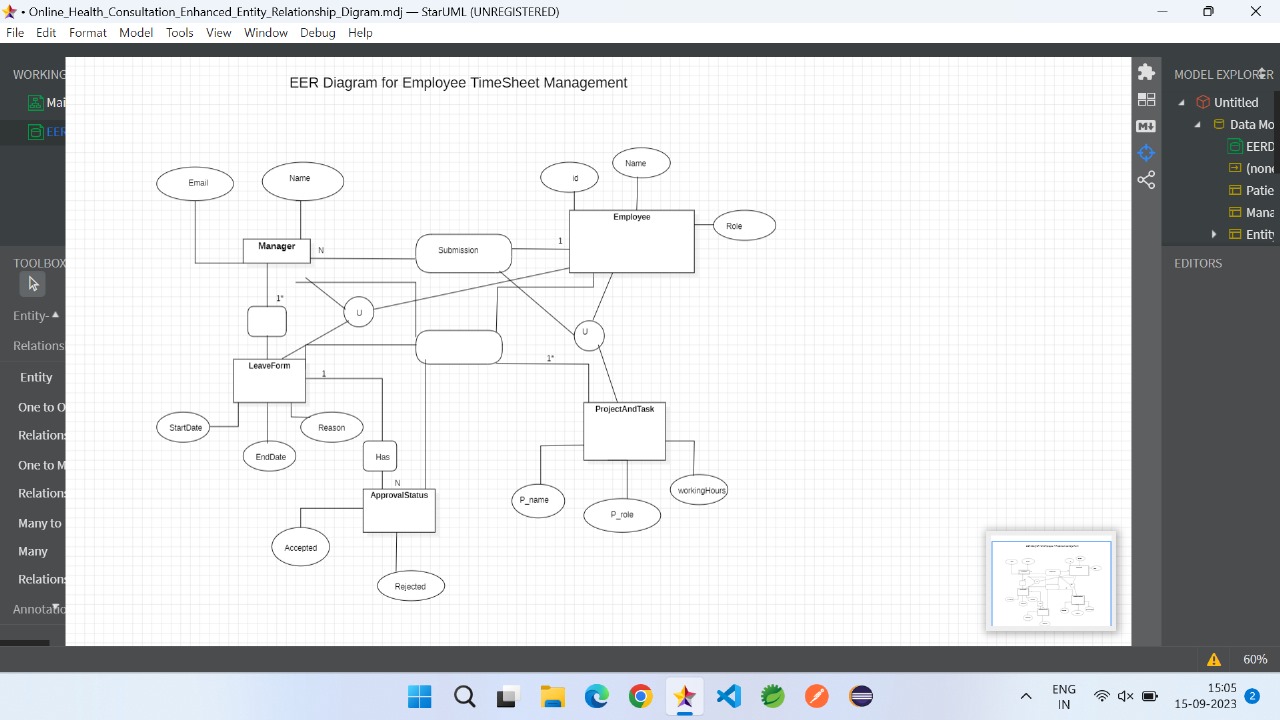 • Online_Health_Consultation_Enhanced_Entity_Relationship_Digram.mdj — StarUML (UNREGISTERED)
File Edit Format Model Tools View Window Debug Help
WORKING
Mai
EER
TOOLBOX
Entity-
Relations
Entity
One to O
Relations
One to M
Relations
Many to
Many
Relations
Annotatio
EER Diagram for Employee TimeSheet Management
Email
Name
id
Name
Employee
Role
Manager
N
Submission
1
1*
U
U
1*
LeaveForm
1
StartDate
Reason
EndDate
Has
N
ApprovalStatus
Accepted
Rejected
ProjectAndTask
P_name
P_role
workingHours
MODEL EXPLORER
Untitled
Data Mo
EERD
(none
Patie
Mana
Entity
EDITORS
60%
ENG
IN
15:05
15-09-2023
2